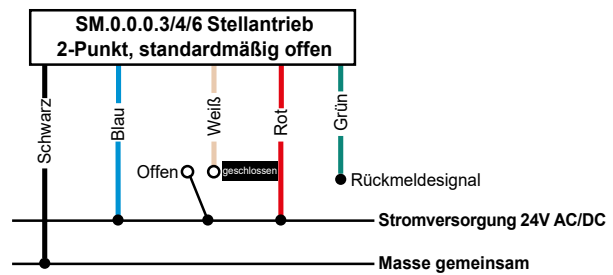 SM.0.0.0.3/4/6 Stellantrieb
2-Punkt, standardmäßig offen
Schwarz
Blau
Weiß
Rot
Grün
Offen
geschlossen
Rückmeldesignal
Stromversorgung 24V AC/DC
Masse gemeinsam